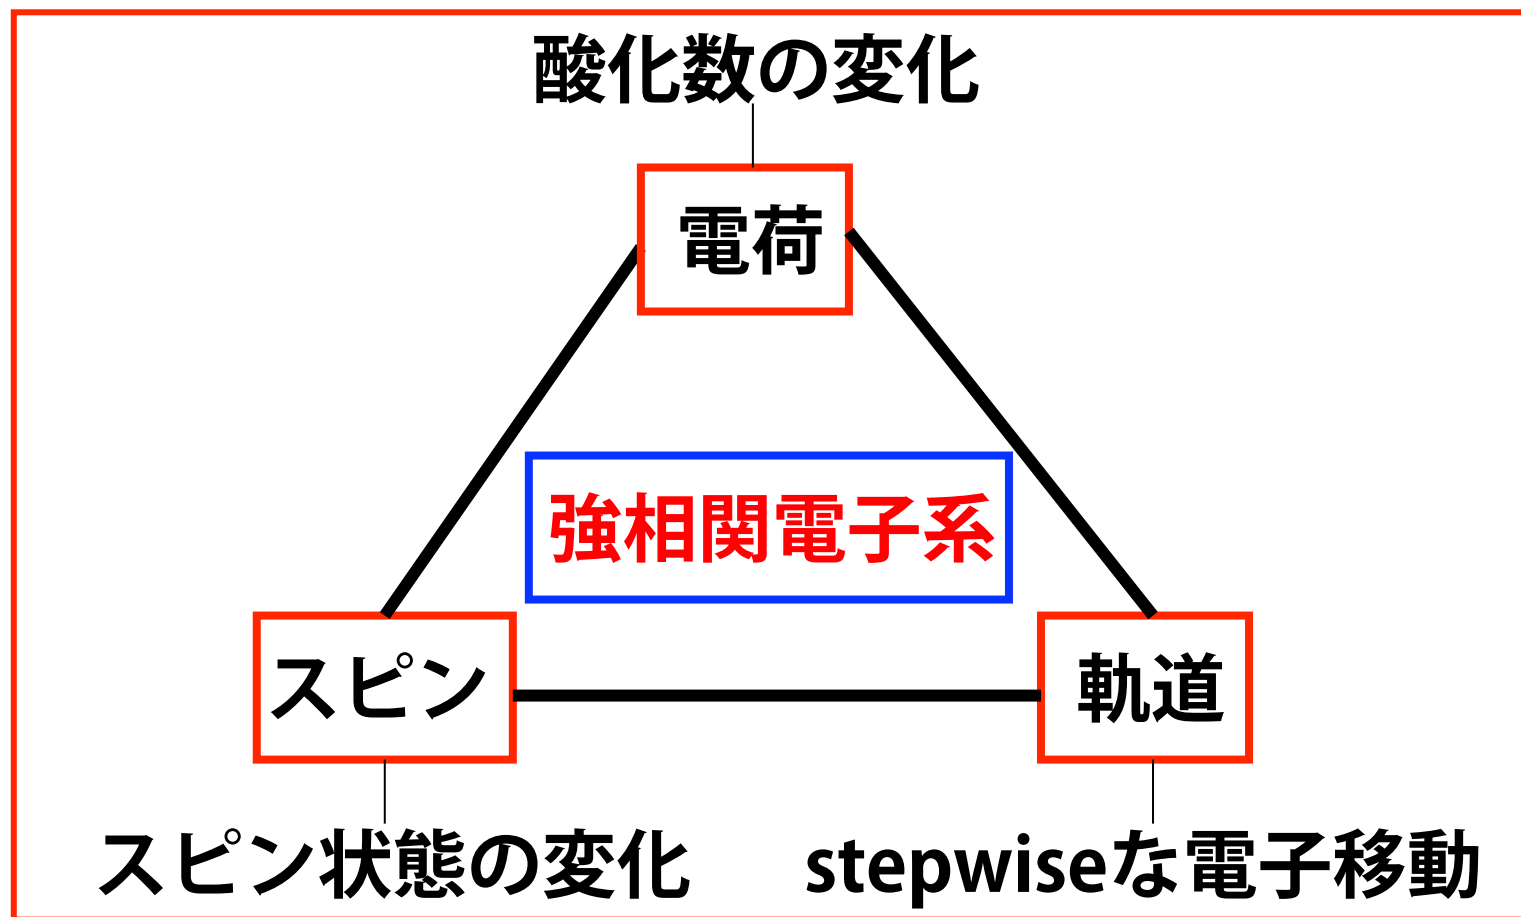 酸化数の変化
電荷
強相関電子系
スピン
軌道
スピン状態の変化
stepwiseな電子移動